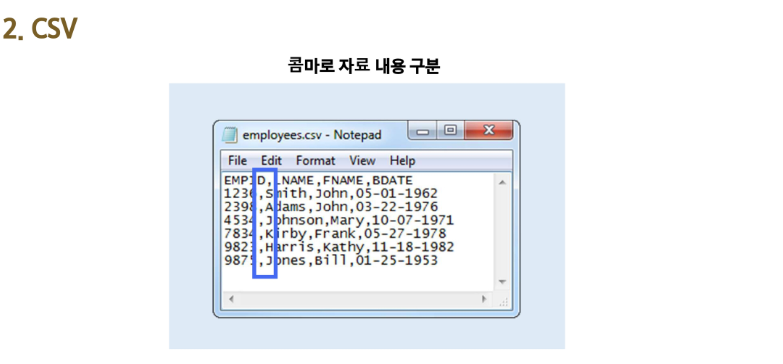 2. CSV
콤마로 자료 내용 구분
employees.csv - Notepad
File Edit Format View Help
EMPID,LNAME,FNAME,BDATE
1236,Smith,John,05-01-1962
2398,Adams,John,03-22-1976
4534,Johnson,Mary,10-07-1971
7834,Kirby,Frank,05-27-1978
9823,Harris,Kathy,11-18-1982
,Jones,Bill,01-25-1953